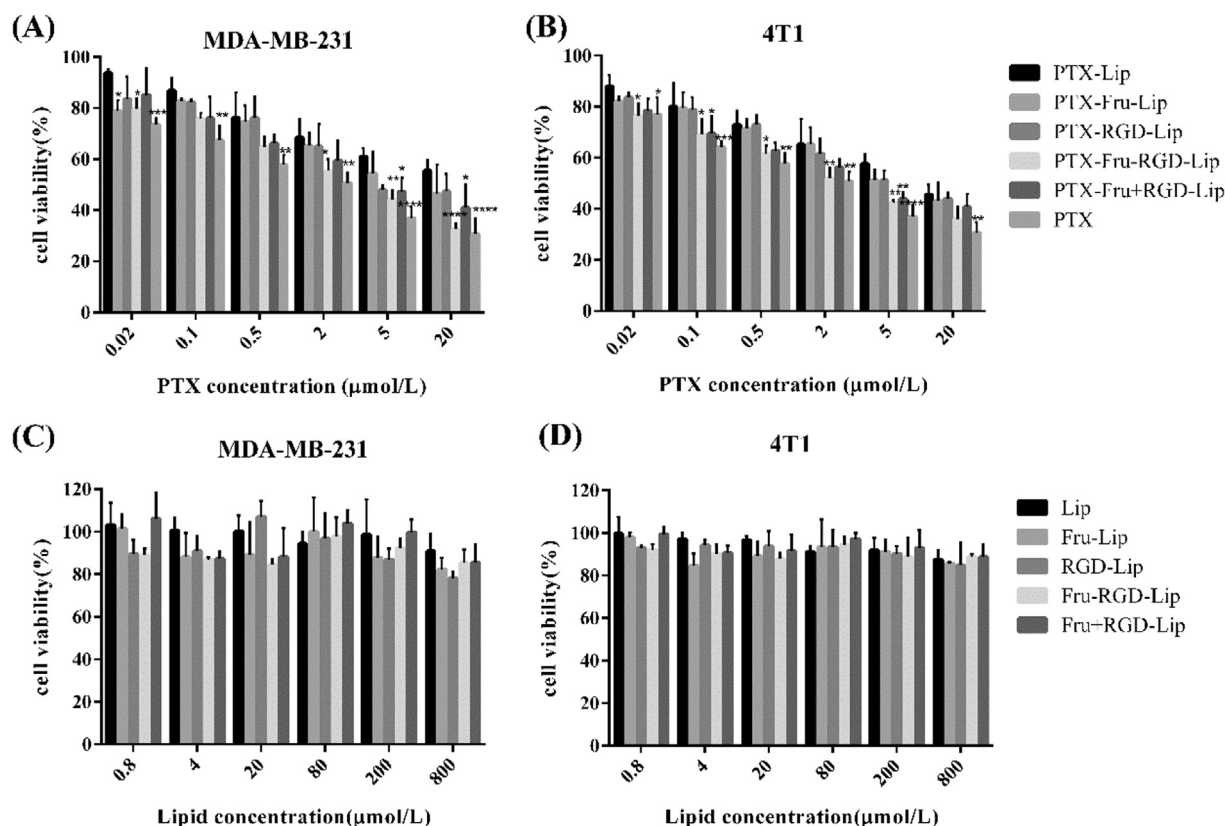 (A)
MDA-MB-231
cell viability(%)
100
80
60
40
20
0
* * ***
**
**
* **
** * ****
**** * ****
0.02 0.1 0.5 2 5 20
PTX concentration (μmol/L)
(B)
4T1
cell viability(%)
100
80
60
40
20
0
* *
* * ***
* **
** **
** ** ****
**
0.02 0.1 0.5 2 5 20
PTX concentration (μmol/L)
PTX-Lip
PTX-Fru-Lip
PTX-RGD-Lip
PTX-Fru-RGD-Lip
PTX-Fru+RGD-Lip
PTX
(C)
MDA-MB-231
cell viability(%)
120
100
80
60
40
20
0
0.8 4 20 80 200 800
Lipid concentration(μmol/L)
(D)
4T1
cell viability(%)
120
100
80
60
40
20
0
0.8 4 20 80 200 800
Lipid concentration(μmol/L)
Lip
Fru-Lip
RGD-Lip
Fru-RGD-Lip
Fru+RGD-Lip